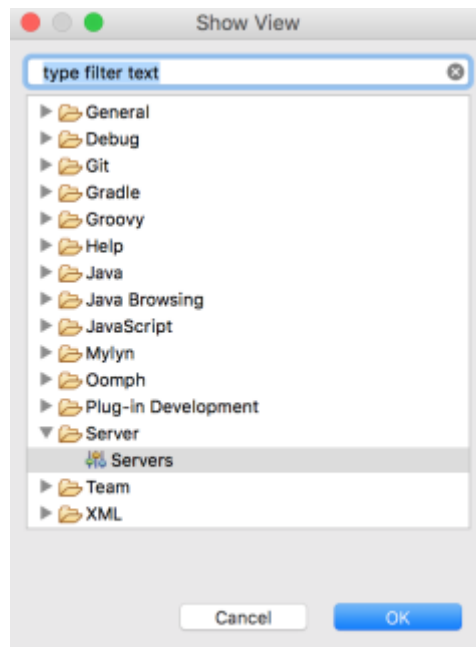 Show View
type filter text
General
Debug
Git
Gradle
Groovy
Help
Java
Java Browsing
JavaScript
Mylyn
Oomph
Plug-in Development
Server
Servers
Team
XML
Cancel
OK